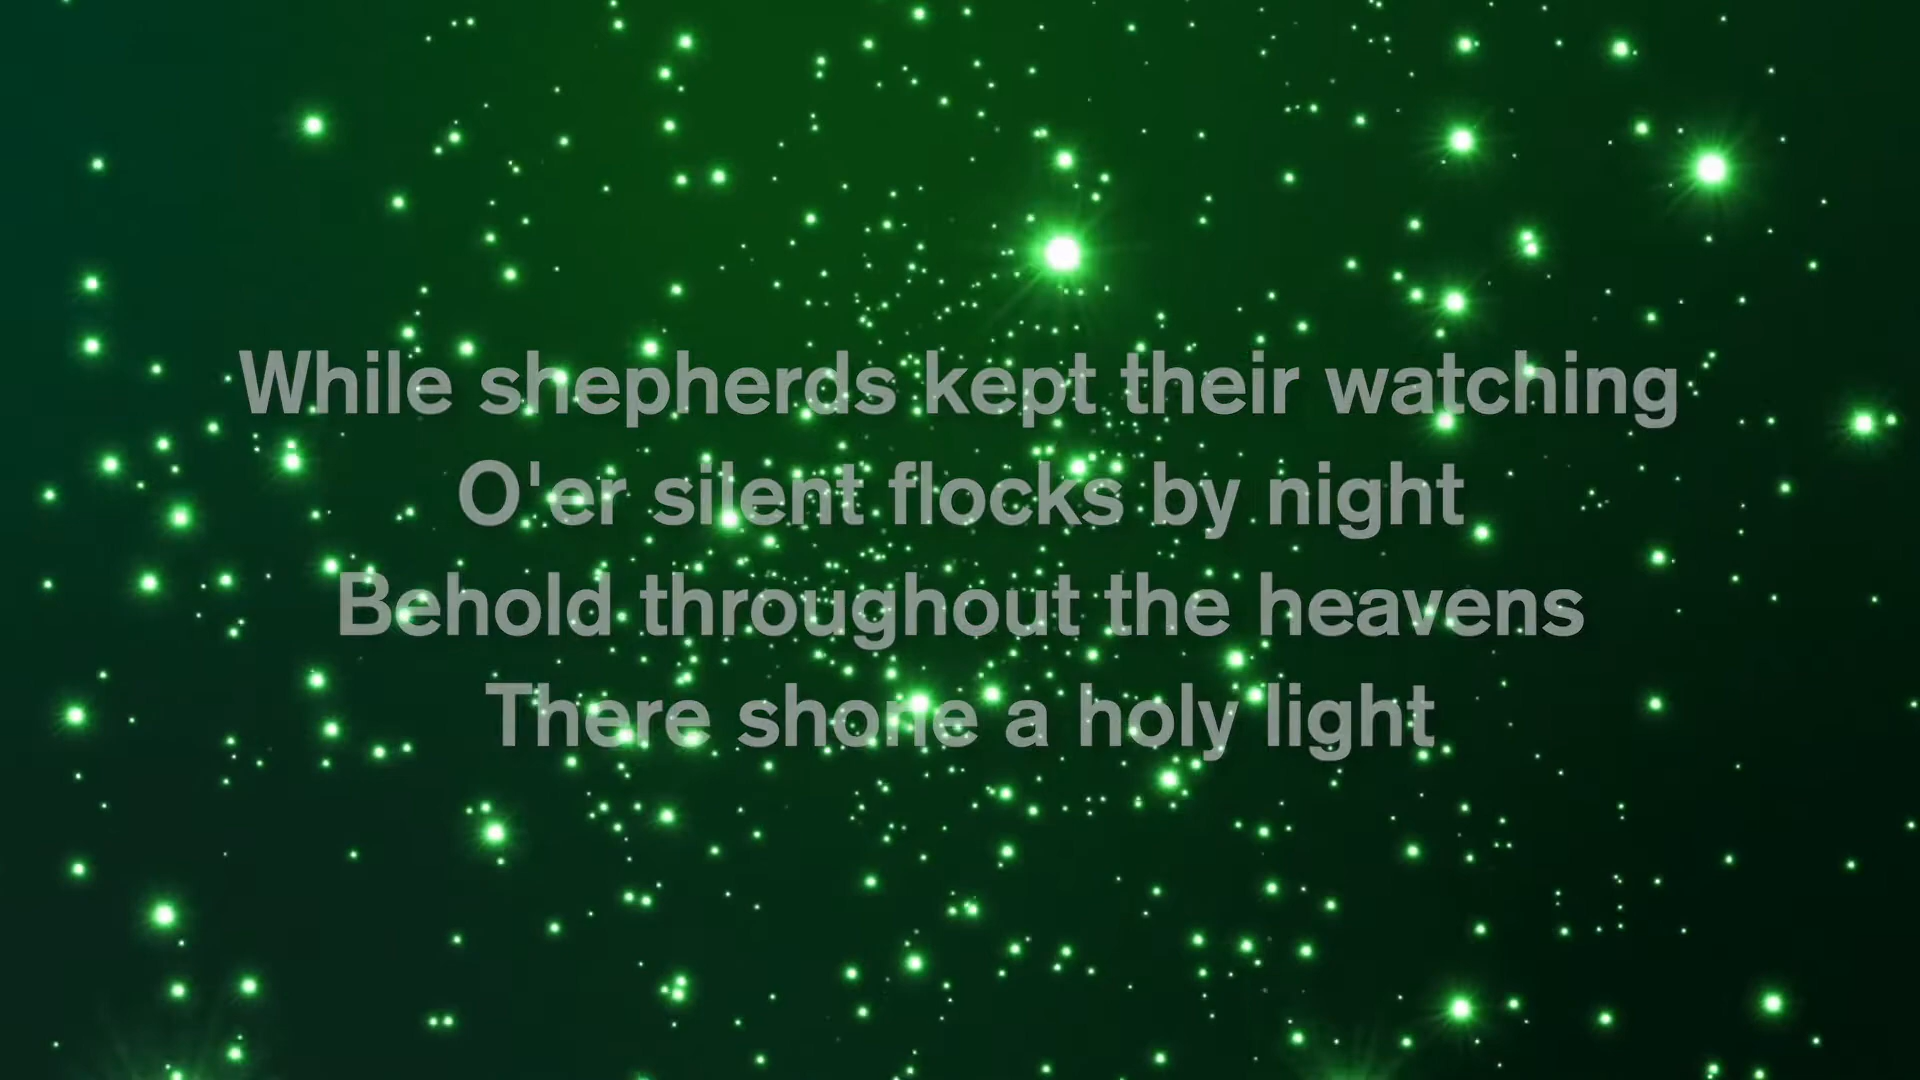 While shepherds kept their watching
O'er silent flocks by night
Behold throughout the heavens
There shone a holy light